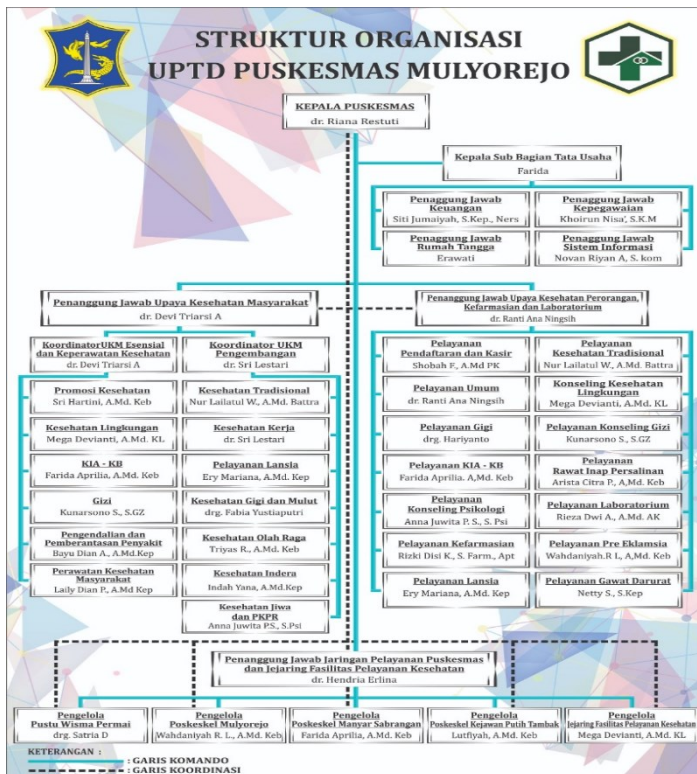 STRUKTUR ORGANISASI
UPTD PUSKESMAS MULYOREJO
KEPALA PUSKESMAS
dr. Riana Restuti
Kepala Sub Bagian Tata Usaha
Farida
Penaggung Jawab
Keuangan
Siti Jumaiyah, S.Kep., Ners
Penaggung Jawab
Kepegawaian
Khoirun Nisa', S.K.M
Penaggung Jawab
Rumah Tangga
Erawati
Penaggung Jawab
Sistem Informasi
Novan Riyan A, S. kom
Penanggung Jawab Upaya Kesehatan Masyarakat
dr. Devi Triarsi A
Penanggung Jawab Upaya Kesehatan Perorangan,
Kefarmasian dan Laboratorium
dr. Ranti Ana Ningsih
KoordinatorUKM Esensial
dan Keperawatan Kesehatan
dr. Devi Triarsi A
Koordinator UKM
Pengembangan
dr. Sri Lestari
Promosi Kesehatan
Sri Hartini, A.Md. Keb
Kesehatan Lingkungan
Mega Devianti, A.Md. KL
KIA - KB
Farida Aprilia, A.Md. Keb
Gizi
Kunarsono S., S.GZ
Pengendalian dan
Pemberantasan Penyakit
Bayu Dian A., A.Md.Kep
Perawatan Kesehatan
Masyarakat
Laily Dian P., A.Md Kep
Kesehatan Tradisional
Nur Lailatul W., A.Md. Battra
Kesehatan Kerja
dr. Sri Lestari
Pelayanan Lansia
Ery Mariana, A.Md. Kep
Kesehatan Gigi dan Mulut
drg. Fabia Yustiaputri
Kesehatan Olah Raga
Triyas R., A.Md. Keb
Kesehatan Indera
Indah Yana, A.Md.Kep
Kesehatan Jiwa
dan PKPR
Anna Juwita P.S., S.Psi
Pelayanan
Pendaftaran dan Kasir
Shobah F., A.Md PK
Pelayanan Umum
dr. Ranti Ana Ningsih
Pelayanan Gigi
drg. Hariyanto
Pelayanan KIA - KB
Farida Aprilia. A,Md. Keb
Pelayanan
Konseling Psikologi
Anna Juwita P. S., S. Psi
Pelayanan Kefarmasian
Rizki Disi K., S. Farm., Apt
Pelayanan Lansia
Ery Mariana, A.Md. Kep
Pelayanan
Kesehatan Tradisional
Nur Lailatul W., A.Md. Battra
Konseling Kesehatan
Lingkungan
Mega Devianti, A.Md. KL
Pelayanan Konseling Gizi
Kunarsono S., S.GZ
Pelayanan
Rawat Inap Persalinan
Arista Citra P., A,Md. Keb
Pelayanan Laboratorium
Rieza Dwi A., A.Md. AK
Pelayanan Pre Eklamsia
Wahdaniyah.R L, A,Md. Keb
Pelayanan Gawat Darurat
Netty S., S.Kep
Penanggung Jawab Jaringan Pelayanan Puskesmas
dan Jejaring Fasilitas Pelayanan Kesehatan
dr. Hendria Erlina
Pengelola
Pustu Wisma Permai
drg. Satria D
Pengelola
Poskeskel Mulyorejo
Wahdaniyah R. L., A.Md. Keb
Pengelola
Poskeskel Manyar Sabrangan
Farida Aprilia, A.Md. Keb
Pengelola
Poskeskel Kejawan Putih Tambak
Lutfiyah, A.Md. Keb
Pengelola
Jejaring Fasilitas Pelayanan Kesehatan
Mega Devianti, A.Md. KL
KETERANGAN :
: GARIS KOMANDO
: GARIS KOORDINASI